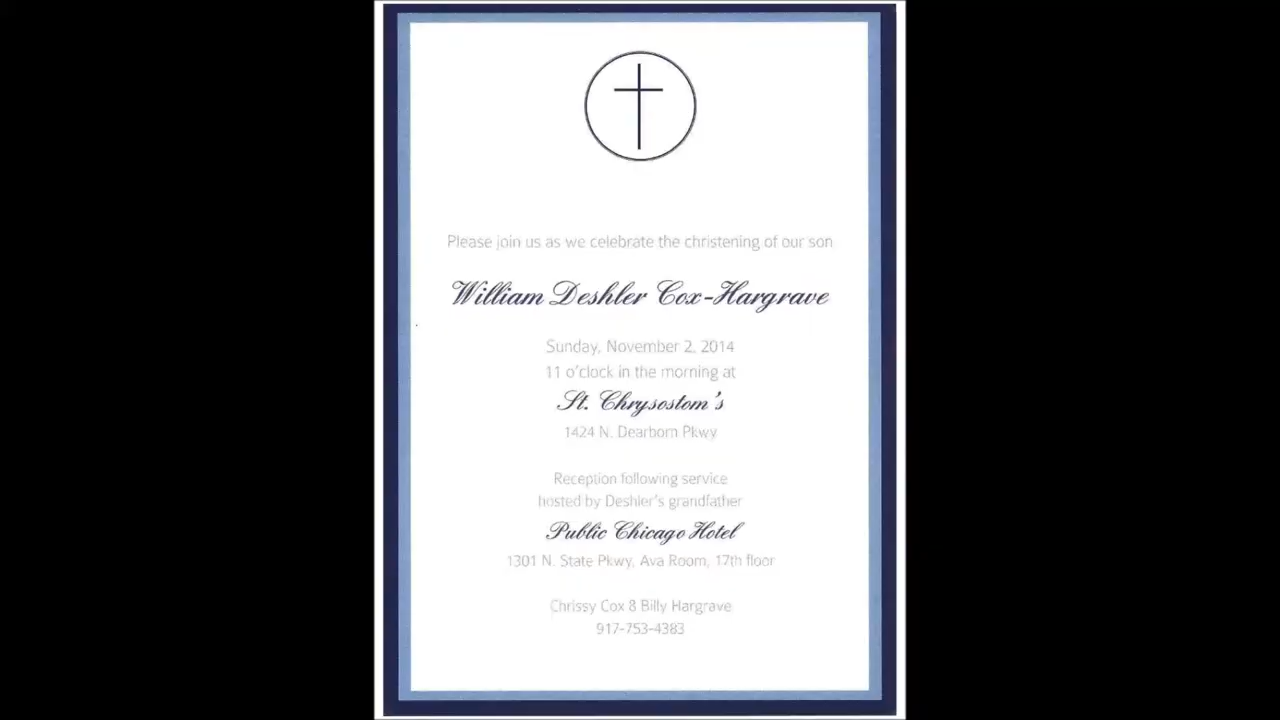 Please join us as we celebrate the christening of our son
William Deshler Cox-Hargrave
Sunday, November 2, 2014
11 o'clock in the morning at
St. Chrysostom's
1424 N. Dearborn Pkwy
Reception following service
hosted by Deshler's grandfather
Public Chicago Hotel
1301 N. State Pkwy, Ava Room, 17th floor
Chrissy Cox & Billy Hargrave
917-753-4383